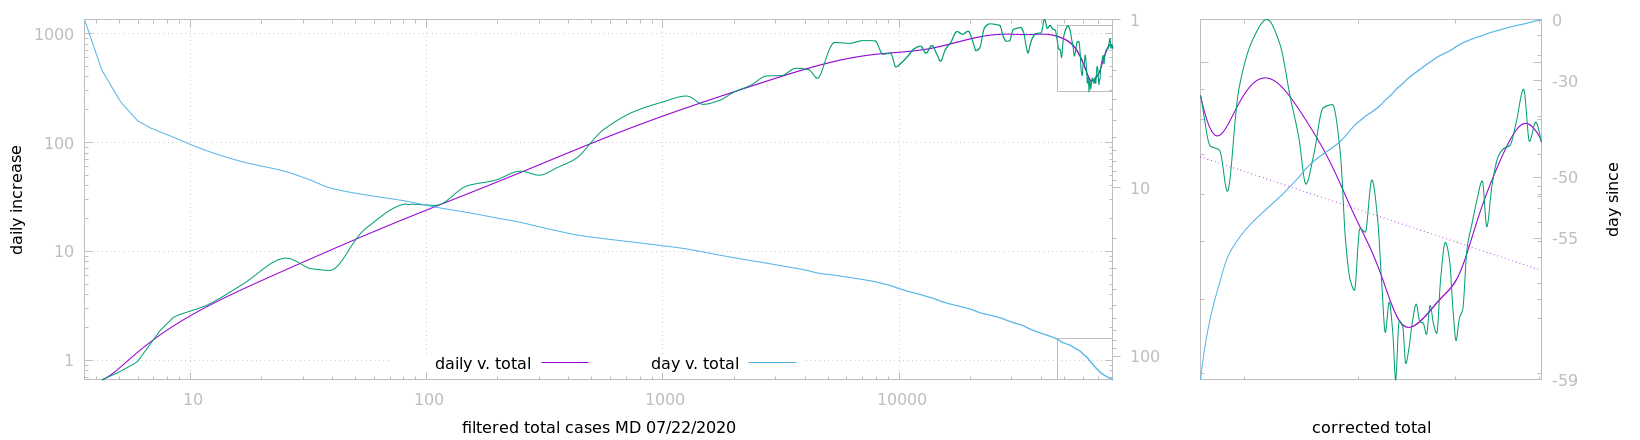 1000
100
10
1
daily increase
10
100
1000
10000
filtered total cases MD 07/22/2020
daily v. total
day v. total
1
10
100
0
-30
-50
-55
-59
day since
corrected total